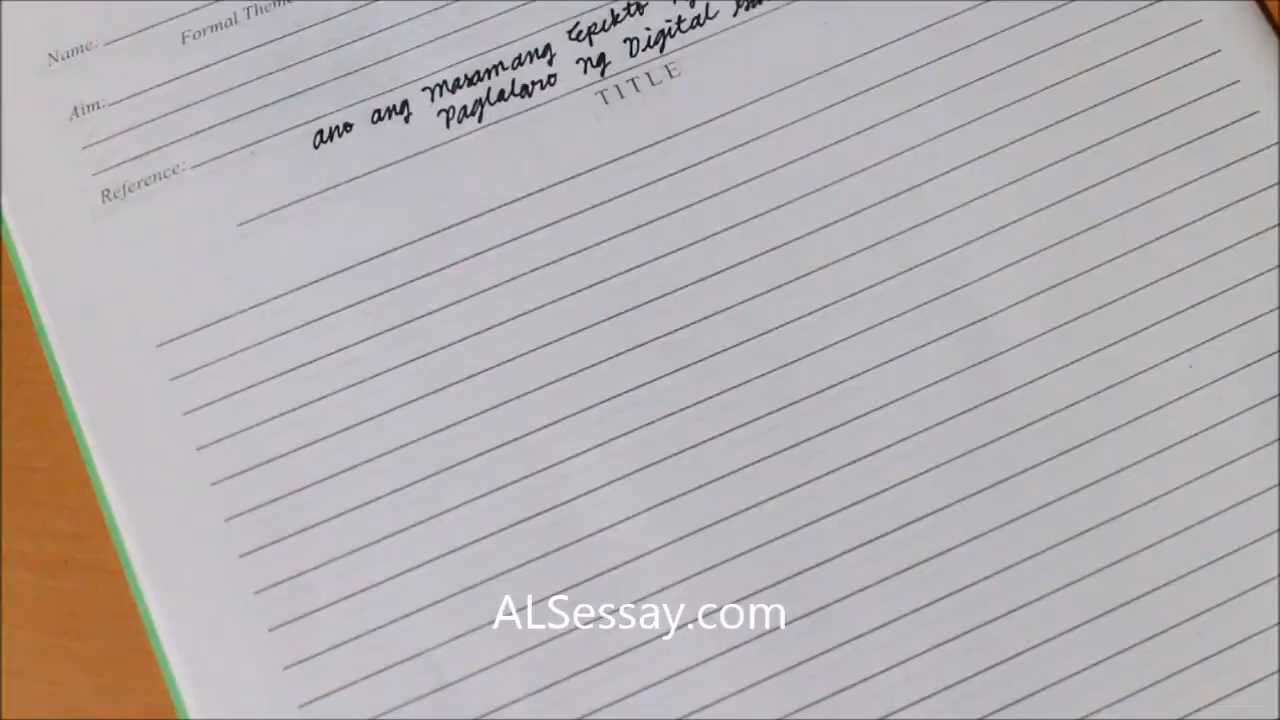 Formal Theme
Name:
Aim:
ano ang masamang Epekto
Paglalaro ng Digital
Reference:
TITLE
ALSessay.com